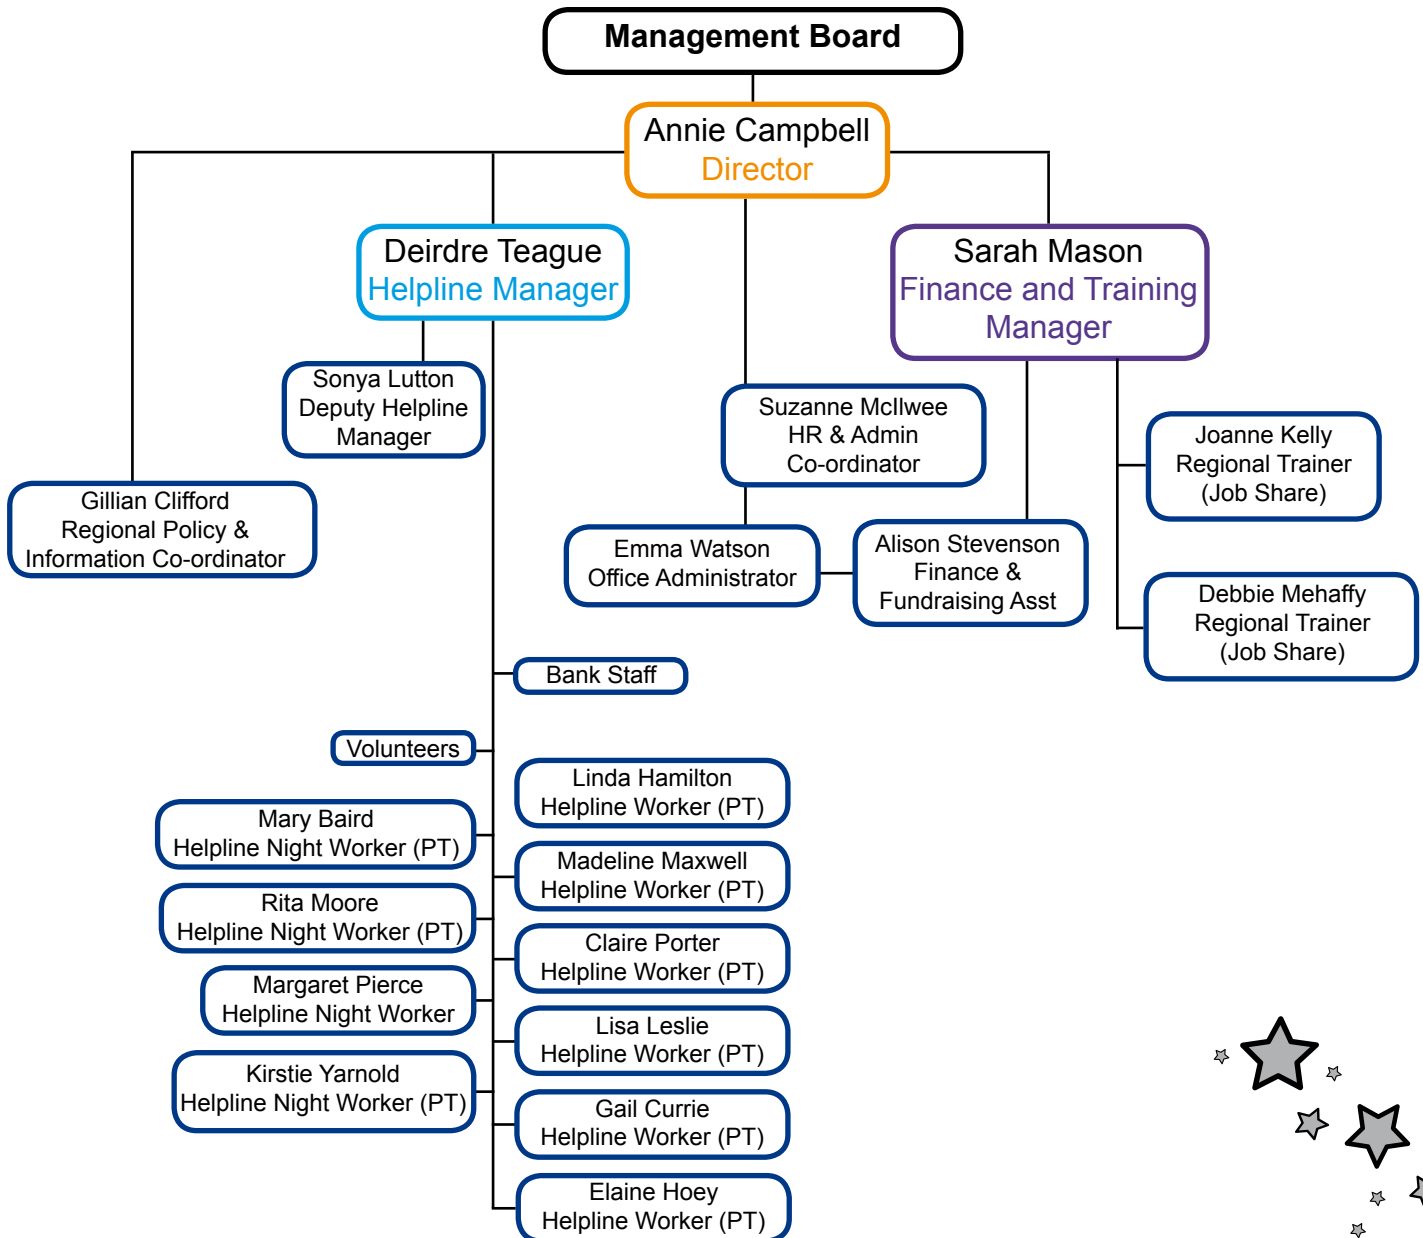 Management Board
Annie Campbell
Director
Deirdre Teague
Helpline Manager
Sarah Mason
Finance and Training
Manager
Sonya Lutton
Deputy Helpline
Manager
Suzanne McIlwee
HR & Admin
Co-ordinator
Joanne Kelly
Regional Trainer
(Job Share)
Gillian Clifford
Regional Policy &
Information Co-ordinator
Emma Watson
Office Administrator
Alison Stevenson
Finance &
Fundraising Asst
Debbie Mehaffy
Regional Trainer
(Job Share)
Bank Staff
Volunteers
Linda Hamilton
Helpline Worker (PT)
Mary Baird
Helpline Night Worker (PT)
Madeline Maxwell
Helpline Worker (PT)
Rita Moore
Helpline Night Worker (PT)
Claire Porter
Helpline Worker (PT)
Margaret Pierce
Helpline Night Worker
Lisa Leslie
Helpline Worker (PT)
Kirstie Yarnold
Helpline Night Worker (PT)
Gail Currie
Helpline Worker (PT)
Elaine Hoey
Helpline Worker (PT)